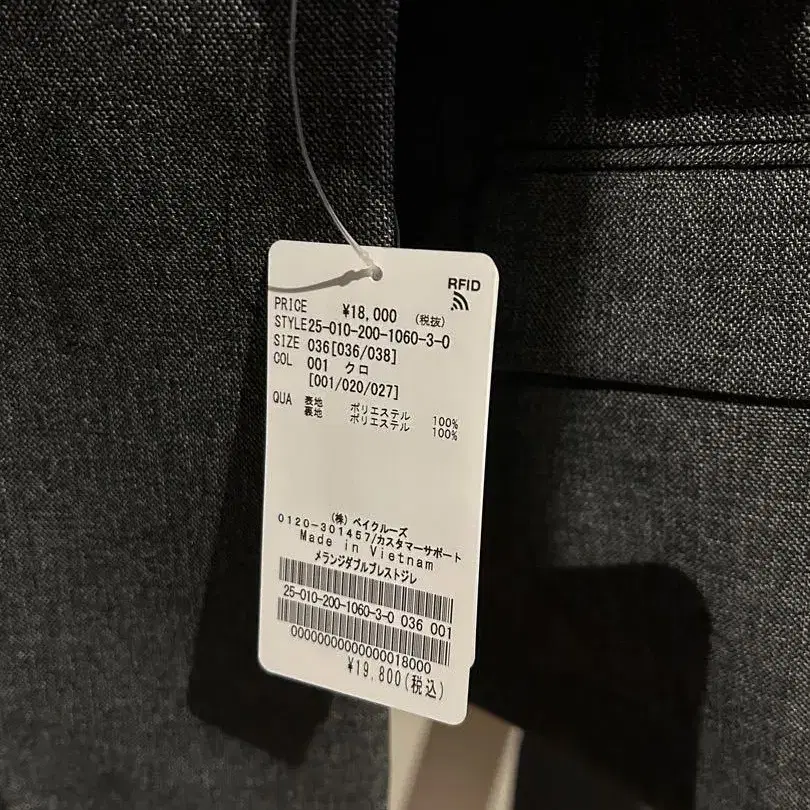 RFID
PRICE ¥18,000 (税抜)
STYLE25-010-200-1060-3-0
SIZE 036[036/038]
COL 001 クロ
[001/020/027]
QUA 表地 ポリエステル 100%
裏地 ポリエステル 100%
(株) ベイクルーズ
0120-301457/カスタマーサポート
Made in Vietnam
メランジダブルブレストジレ
25-010-200-1060-3-0 036 001
0000000000000018000
¥19,800(税込)